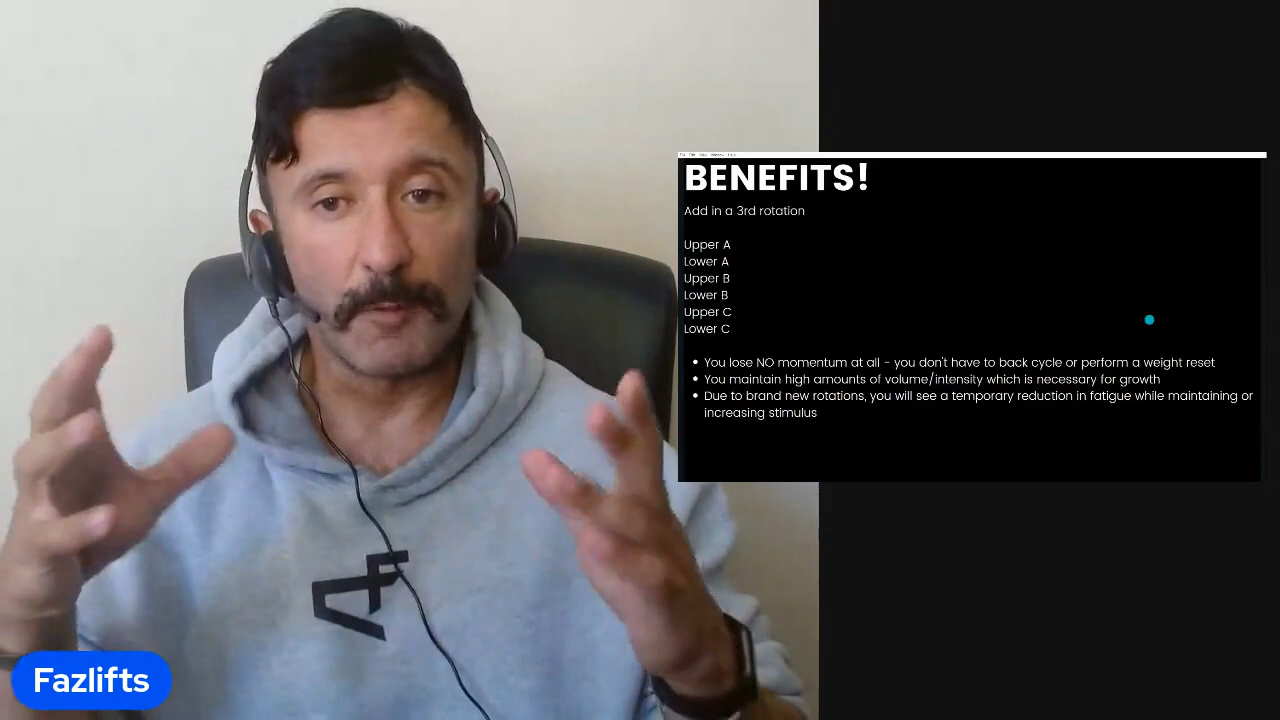 BENEFITS!
Add in a 3rd rotation
Upper A
Lower A
Upper B
Lower B
Upper C
Lower C
• You lose NO momentum at all - you don't have to back cycle or perform a weight reset
• You maintain high amounts of volume/intensity which is necessary for growth
• Due to brand new rotations, you will see a temporary reduction in fatigue while maintaining or
increasing stimulus
Fazlifts